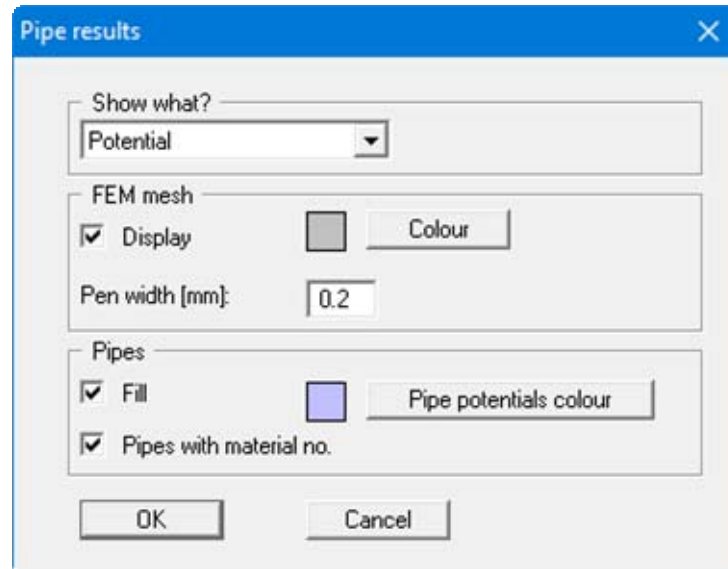 Pipe results
Show what?
Potential
FEM mesh
Display Colour
Pen width [mm]: 0.2
Pipes
Fill Pipe potentials colour
Pipes with material no.
OK Cancel